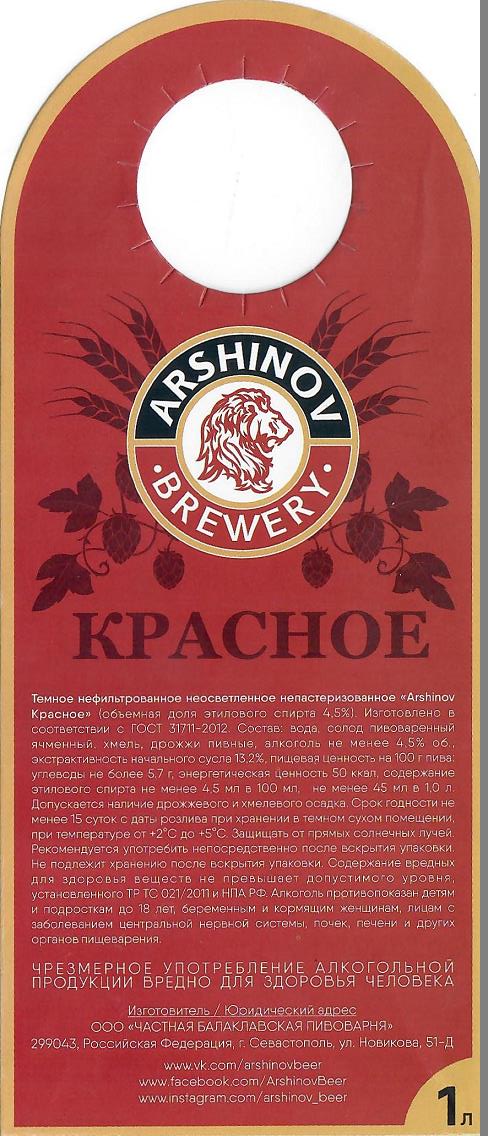 ARSHINOV
BREWERY
КРАСНОЕ
Темное нефильтрованное неосветленное непастеризованное «Arshinov
Красное» (объемная доля этилового спирта 4,5%). Изготовлено в
соответствии с ГОСТ 31711-2012. Состав: вода, солод пивоваренный
ячменный, хмель, дрожжи пивные, алкоголь не менее 4,5% об.,
экстрактивность начального сусла 13,2%, пищевая ценность на 100 г пива:
углеводы не более 5,7 г, энергетическая ценность 50 ккал, содержание
этилового спирта не менее 4,5 мл в 100 мл, не менее 45 мл в 1,0 л.
Допускается наличие дрожжевого и хмелевого осадка. Срок годности не
менее 15 суток с даты розлива при хранении в темном сухом помещении,
при температуре от +2°С до +5°С. Защищать от прямых солнечных лучей.
Рекомендуется употребить непосредственно после вскрытия упаковки.
Не подлежит хранению после вскрытия упаковки. Содержание вредных
для здоровья веществ не превышает допустимого уровня,
установленного ТР ТС 021/2011 и НПА РФ. Алкоголь противопоказан детям
и подросткам до 18 лет, беременным и кормящим женщинам, лицам с
заболеванием центральной нервной системы, почек, печени и других
органов пищеварения.
ЧРЕЗМЕРНОЕ УПОТРЕБЛЕНИЕ АЛКОГОЛЬНОЙ
ПРОДУКЦИИ ВРЕДНО ДЛЯ ЗДОРОВЬЯ ЧЕЛОВЕКА
Изготовитель / Юридический адрес
ООО «ЧАСТНАЯ БАЛАКЛАВСКАЯ ПИВОВАРНЯ»
299043, Российская Федерация, г. Севастополь, ул. Новикова, 51-Д
www.vk.com/arshinovbeer
www.facebook.com/ArshinovBeer
www.instagram.com/arshinov_beer
1л